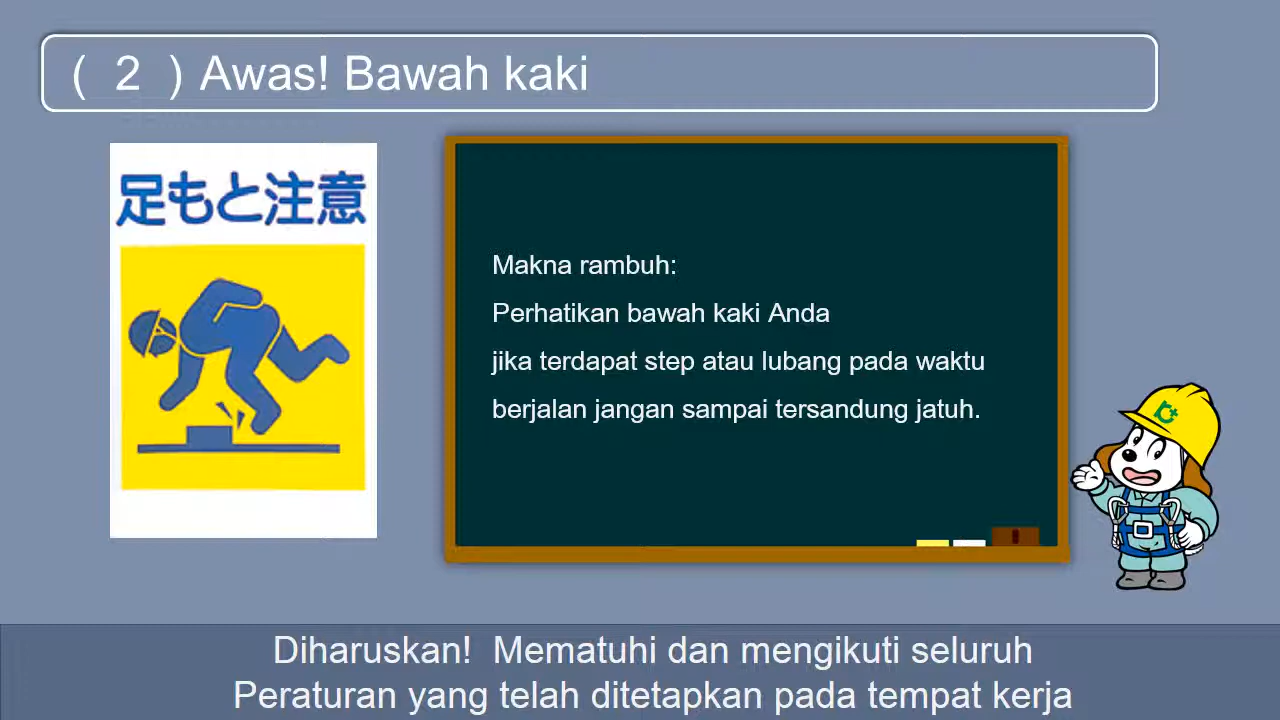 ( 2 ) Awas! Bawah kaki
足もと注意
Makna rambuh:
Perhatikan bawah kaki Anda
jika terdapat step atau lubang pada waktu
berjalan jangan sampai tersandung jatuh.
Diharuskan! Mematuhi dan mengikuti seluruh
Peraturan yang telah ditetapkan pada tempat kerja